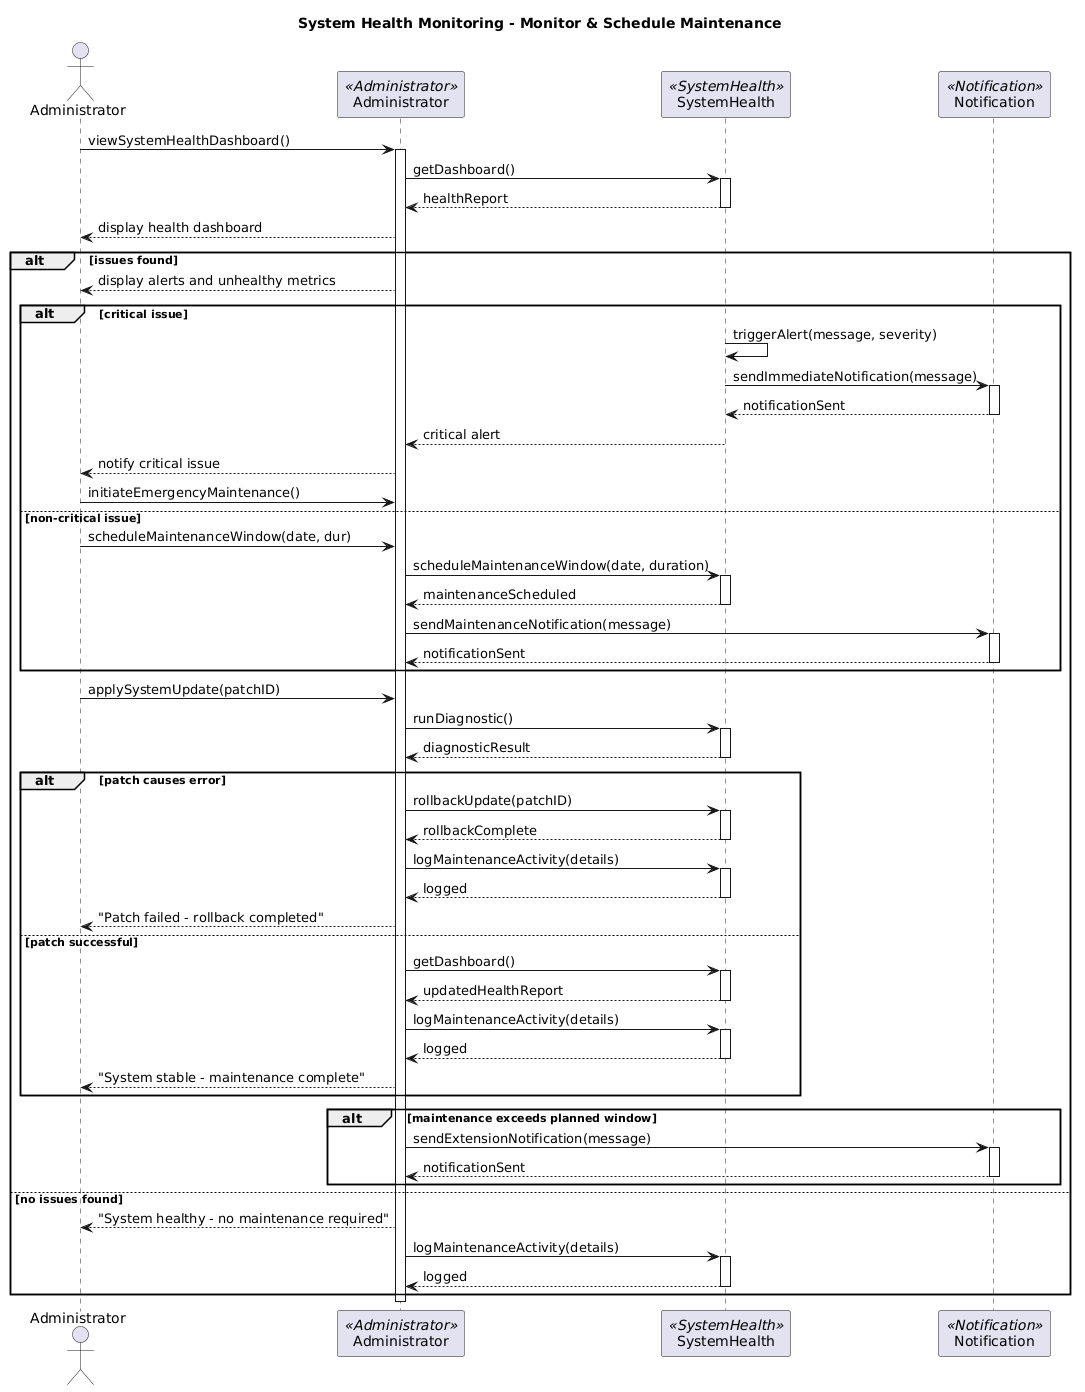 System Health Monitoring - Monitor & Schedule Maintenance
Administrator
«Administrator»
Administrator
«SystemHealth»
SystemHealth
«Notification»
Notification
viewSystemHealthDashboard()
getDashboard()
healthReport
display health dashboard
alt [issues found]
display alerts and unhealthy metrics
alt [critical issue]
triggerAlert(message, severity)
sendImmediateNotification(message)
notificationSent
critical alert
notify critical issue
initiateEmergencyMaintenance()
[non-critical issue]
scheduleMaintenanceWindow(date, dur)
scheduleMaintenanceWindow(date, duration)
maintenanceScheduled
sendMaintenanceNotification(message)
notificationSent
applySystemUpdate(patchID)
runDiagnostic()
diagnosticResult
alt [patch causes error]
rollbackUpdate(patchID)
rollbackComplete
logMaintenanceActivity(details)
logged
"Patch failed - rollback completed"
[patch successful]
getDashboard()
updatedHealthReport
logMaintenanceActivity(details)
logged
"System stable - maintenance complete"
alt [maintenance exceeds planned window]
sendExtensionNotification(message)
notificationSent
[no issues found]
"System healthy - no maintenance required"
logMaintenanceActivity(details)
logged
Administrator
«Administrator»
Administrator
«SystemHealth»
SystemHealth
«Notification»
Notification